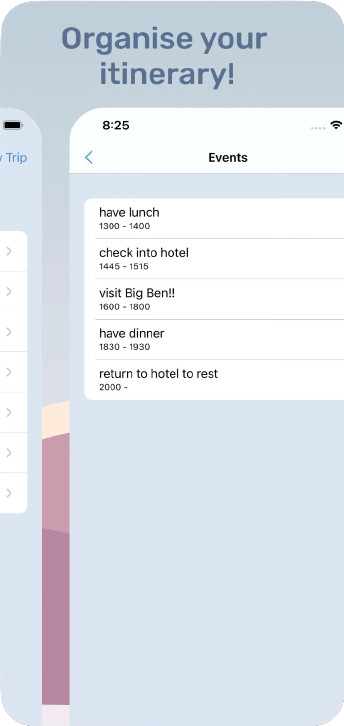 Organise your
itinerary!
8:25
Trip
Events
have lunch
1300 - 1400
check into hotel
1445 - 1515
visit Big Ben!!
1600 - 1800
have dinner
1830 - 1930
return to hotel to rest
2000 -